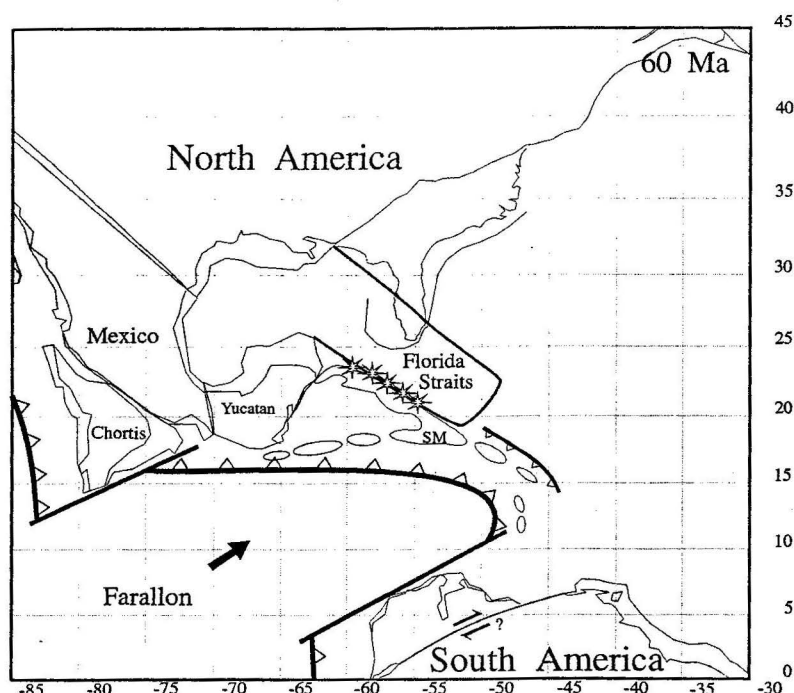 45
60 Ma
40
North America
35
30
Mexico
25
Florida
Straits
Yucatan
20
Chortis
SM
15
10
Farallon
5
?
South America
0
-85 -80 -70 -65 -60 -55 -50 -45 -40 -35 -30